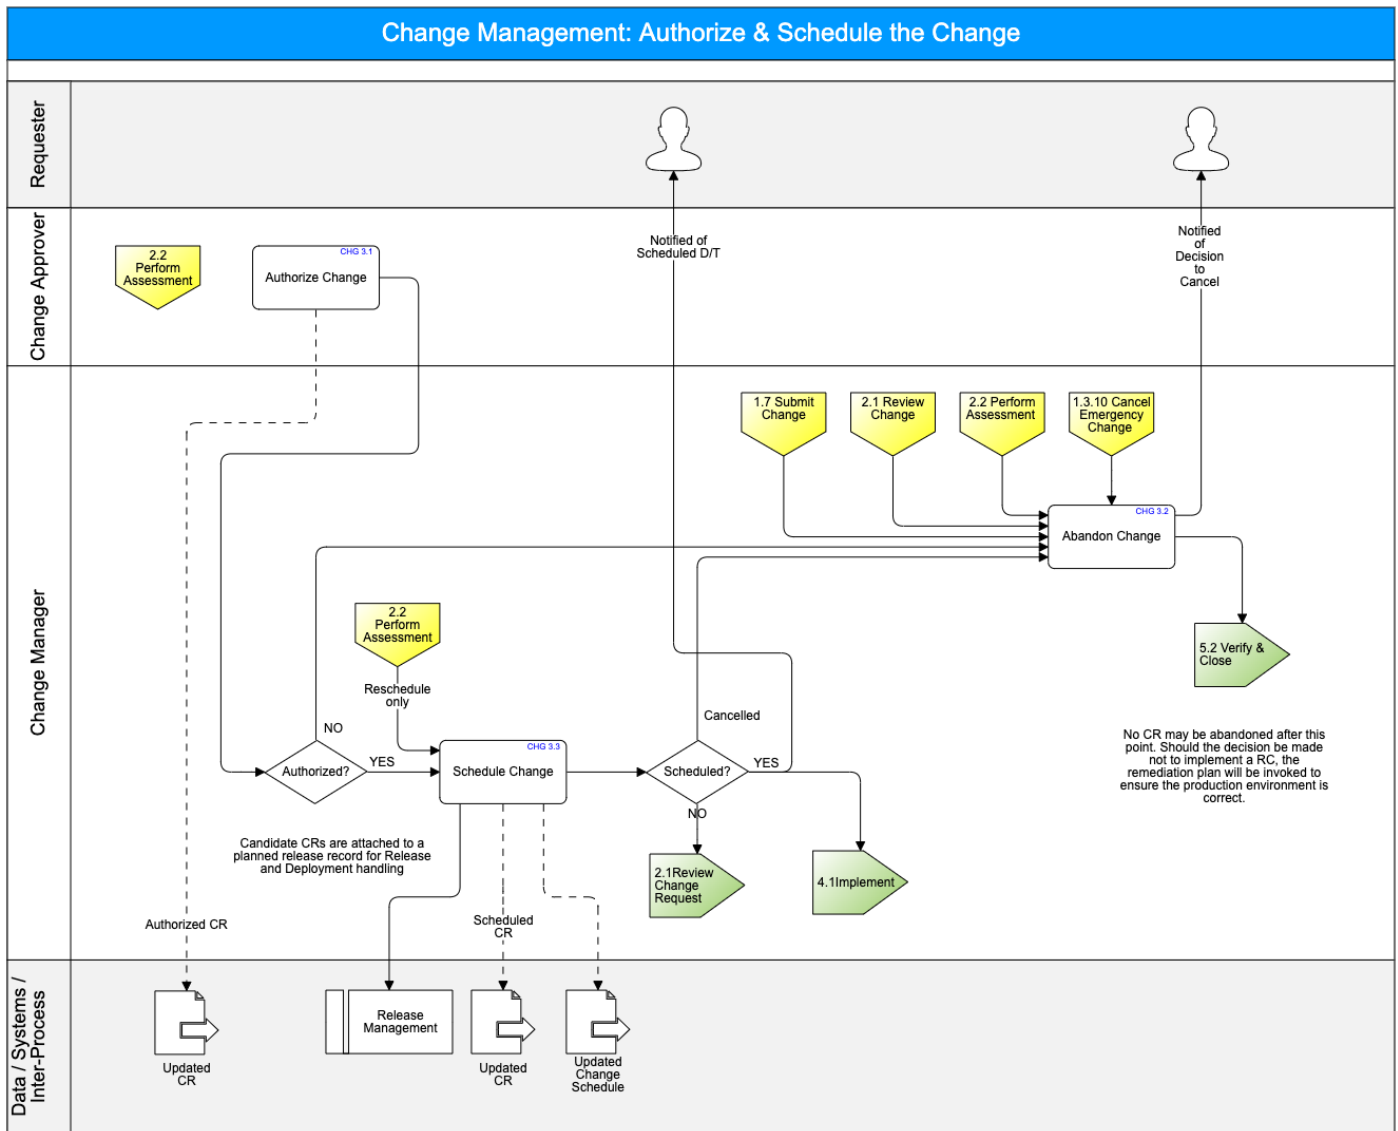 Change Management: Authorize & Schedule the Change
Requester
Change Approver
Notified of
Scheduled D/T
Notified
of
Decision
to
Cancel
2.2
Perform
Assessment
CHG 3.1
Authorize Change
Change Manager
1.7 Submit
Change
2.1 Review
Change
2.2 Perform
Assessment
1.3.10 Cancel
Emergency
Change
CHG 3.2
Abandon Change
2.2
Perform
Assessment
Reschedule
only
5.2 Verify &
Close
NO
Cancelled
Authorized?
YES
CHG 3.3
Schedule Change
Scheduled?
YES
NO
No CR may be abandoned after this
point. Should the decision be made
not to implement a RC, the
remediation plan will be invoked to
ensure the production environment is
correct.
Candidate CRs are attached to a
planned release record for Release
and Deployment handling
2.1Review
Change
Request
4.1Implement
Authorized CR
Scheduled
CR
Data / Systems /
Inter-Process
Updated
CR
Release
Management
Updated
CR
Updated
Change
Schedule